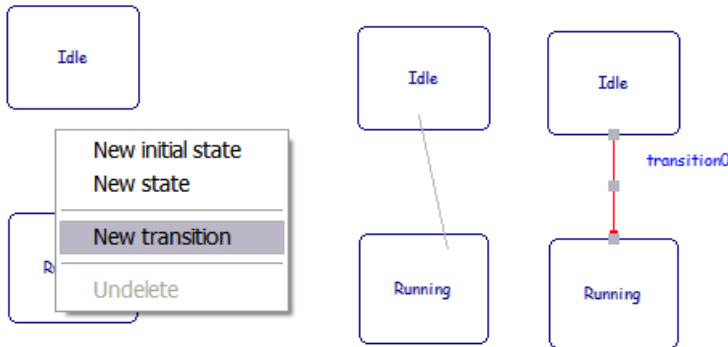 Idle
New initial state
New state
New transition
Undelete
Idle
Running
Idle
transition0
Running